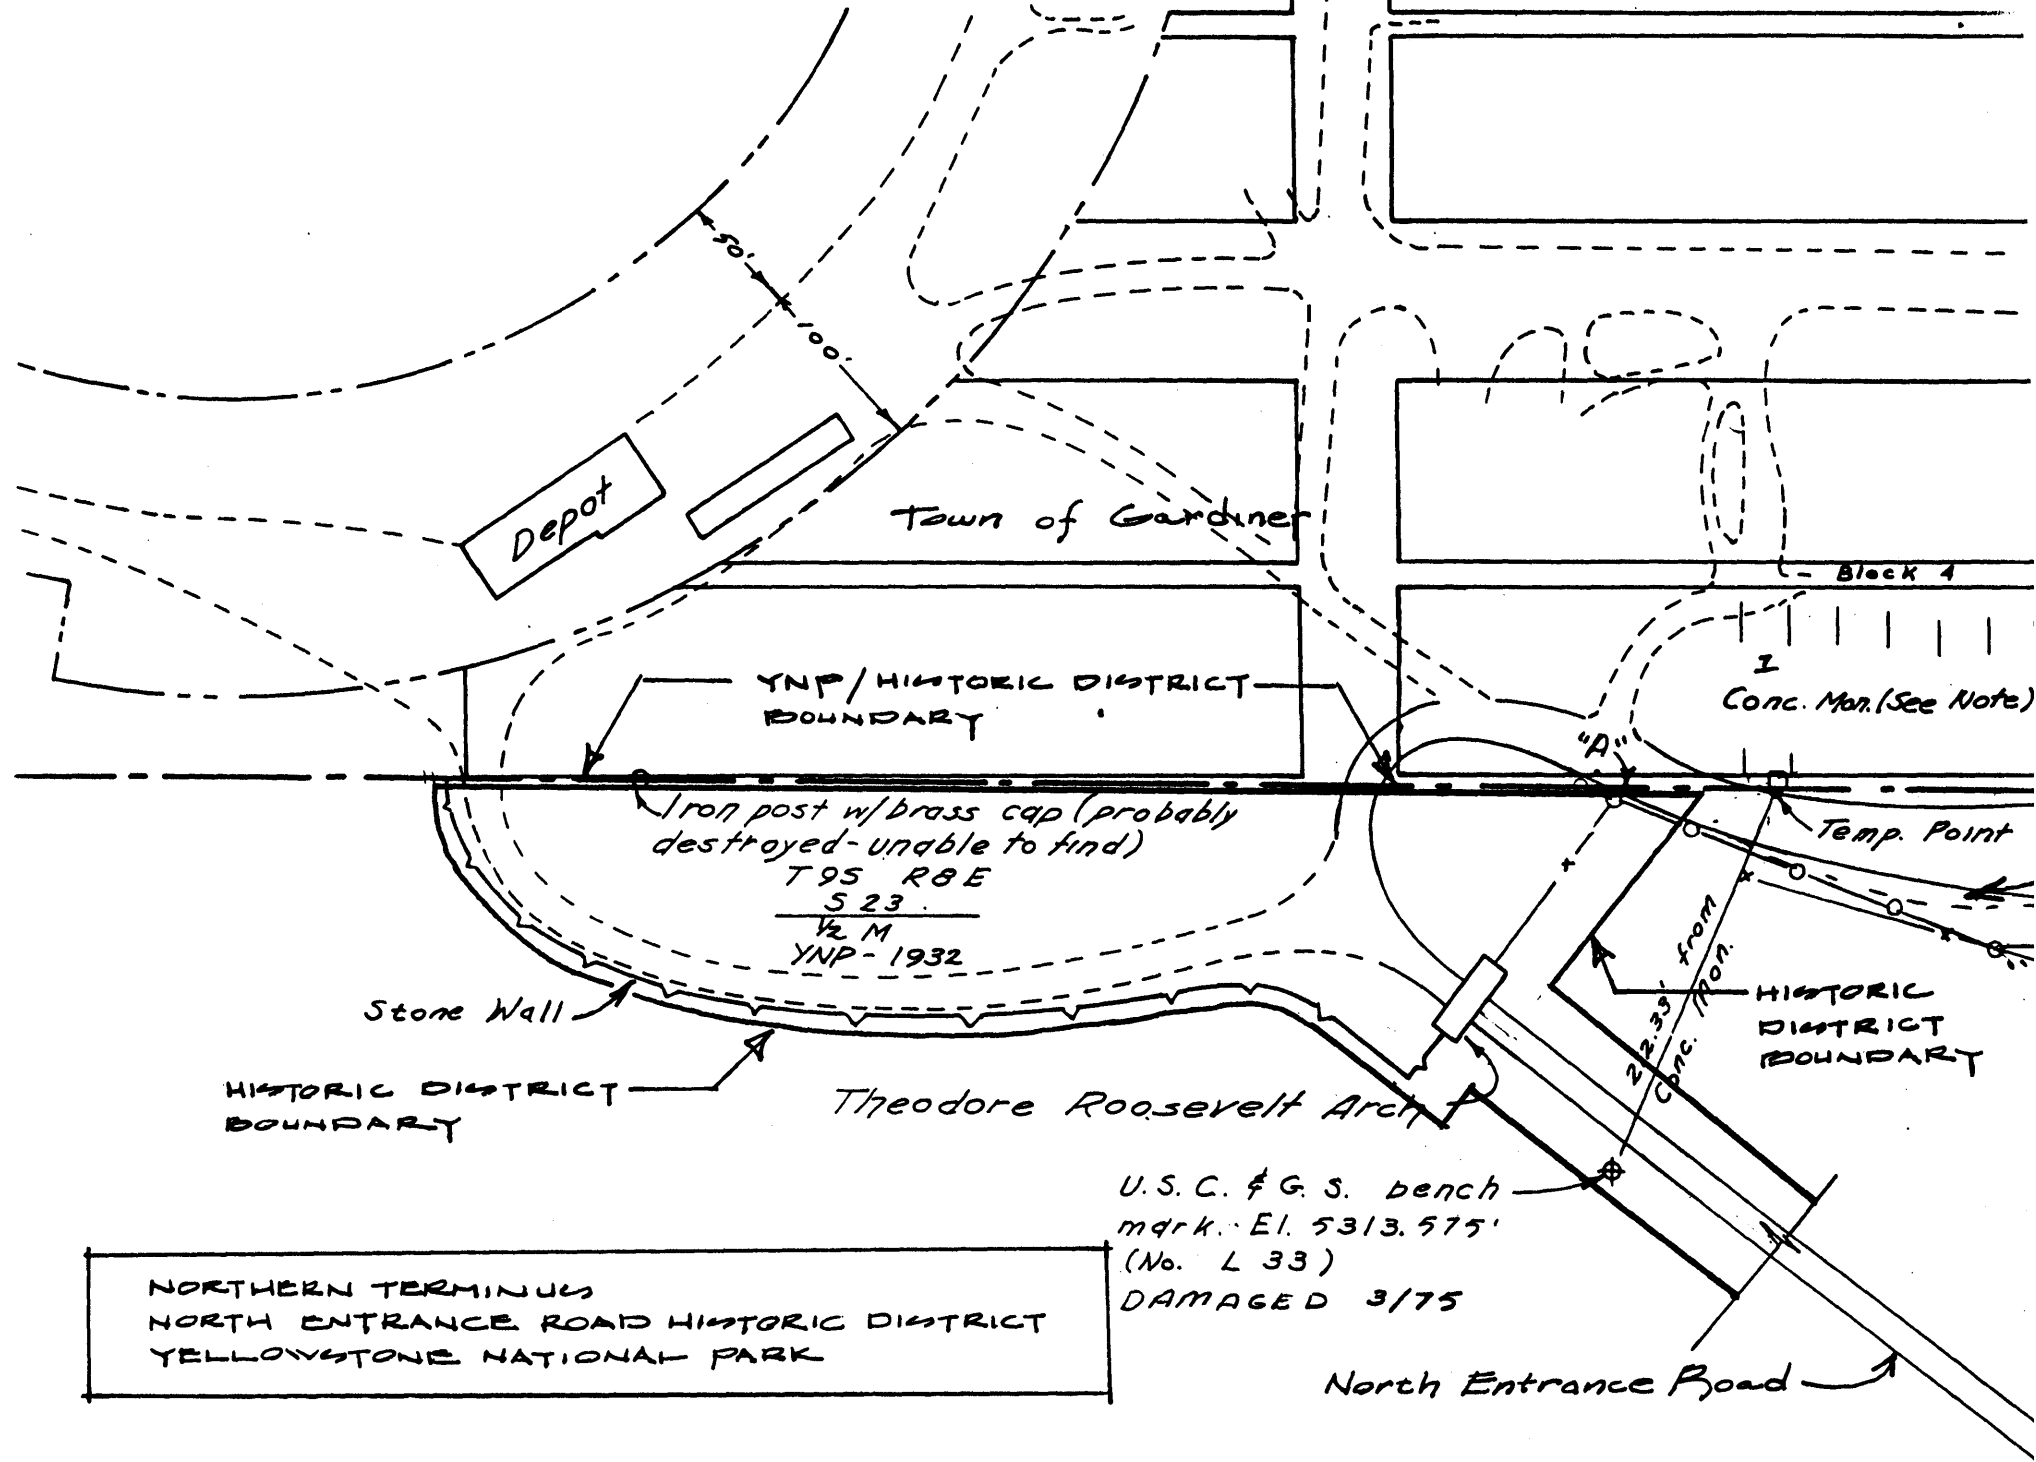 50'
100'
Depot
Town of Gardiner
Block 4
1
Conc. Mon. (See Note)
"A"
YNP/HISTORIC DISTRICT
BOUNDARY
Iron post w/brass cap (probably
destroyed-unable to find)
T9S R8E
S 23
½ M
YNP - 1932
Temp. Point
Stone Wall
from
Conc. Mon.
HISTORIC
DISTRICT
BOUNDARY
HISTORIC DISTRICT
BOUNDARY
Theodore Roosevelt Arch
U.S.C. & G.S. bench
mark. El. 5313.575'
(No. L 33)
DAMAGED 3/75
NORTHERN TERMINUS
NORTH ENTRANCE ROAD HISTORIC DISTRICT
YELLOWSTONE NATIONAL PARK
North Entrance Road